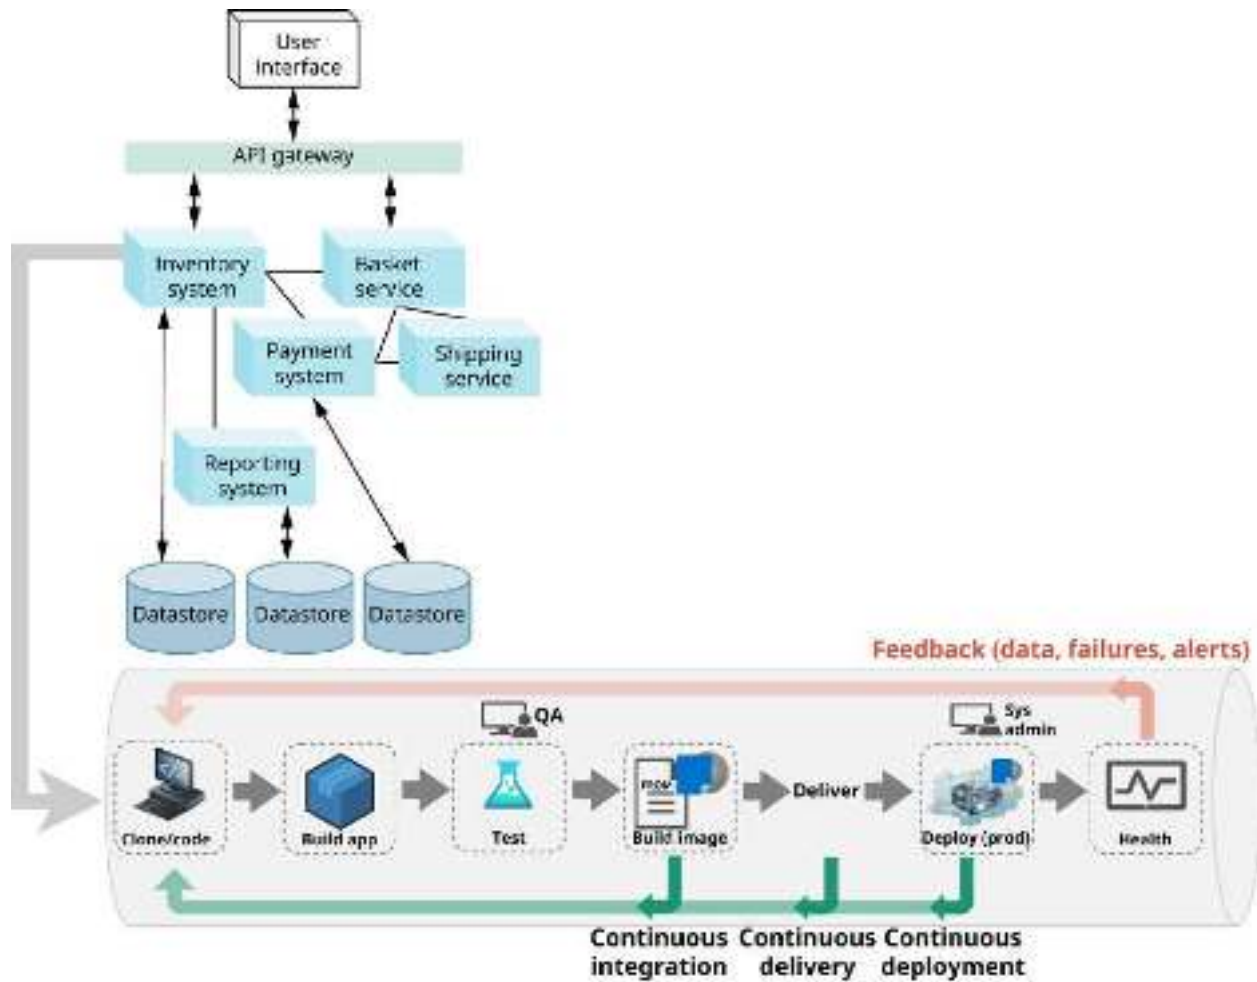 User
interface
API gateway
Inventory
system
Basket
service
Payment
system
Shipping
service
Reporting
system
Datastore
Datastore
Datastore
Feedback (data, failures, alerts)
QA
Sys
admin
FROM
Deliver
Clone/code
Build app
Test
Build image
Deploy (prod)
Health
Continuous
integration
Continuous
delivery
Continuous
deployment